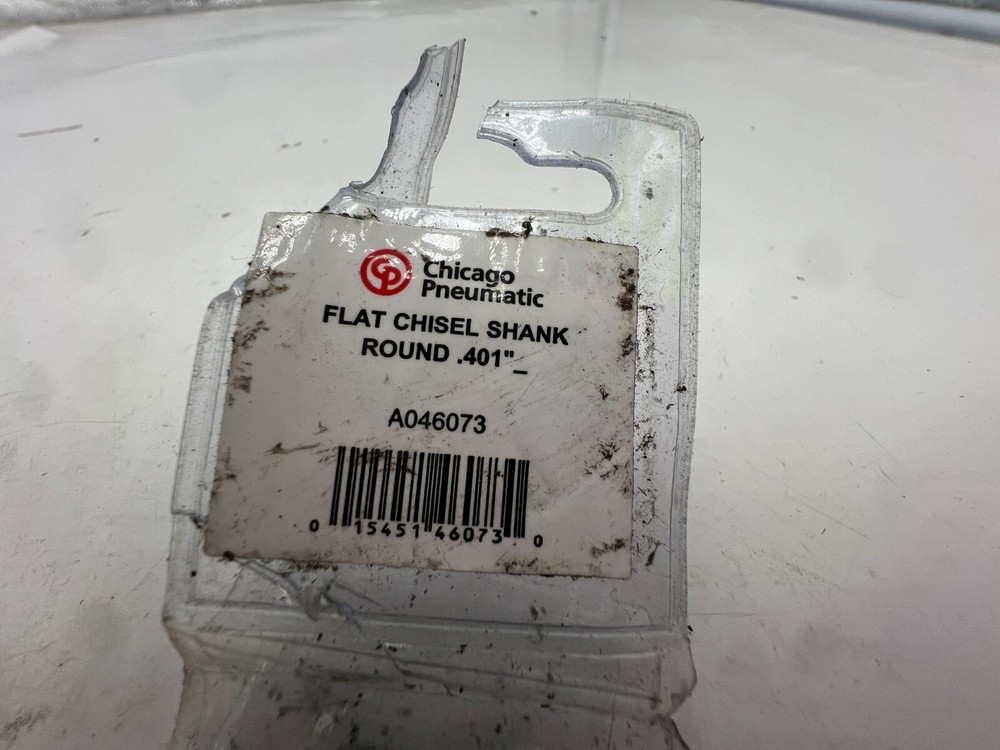 CP Chicago
Pneumatic
FLAT CHISEL SHANK
ROUND .401"_
A046073
0 15451 46073 0